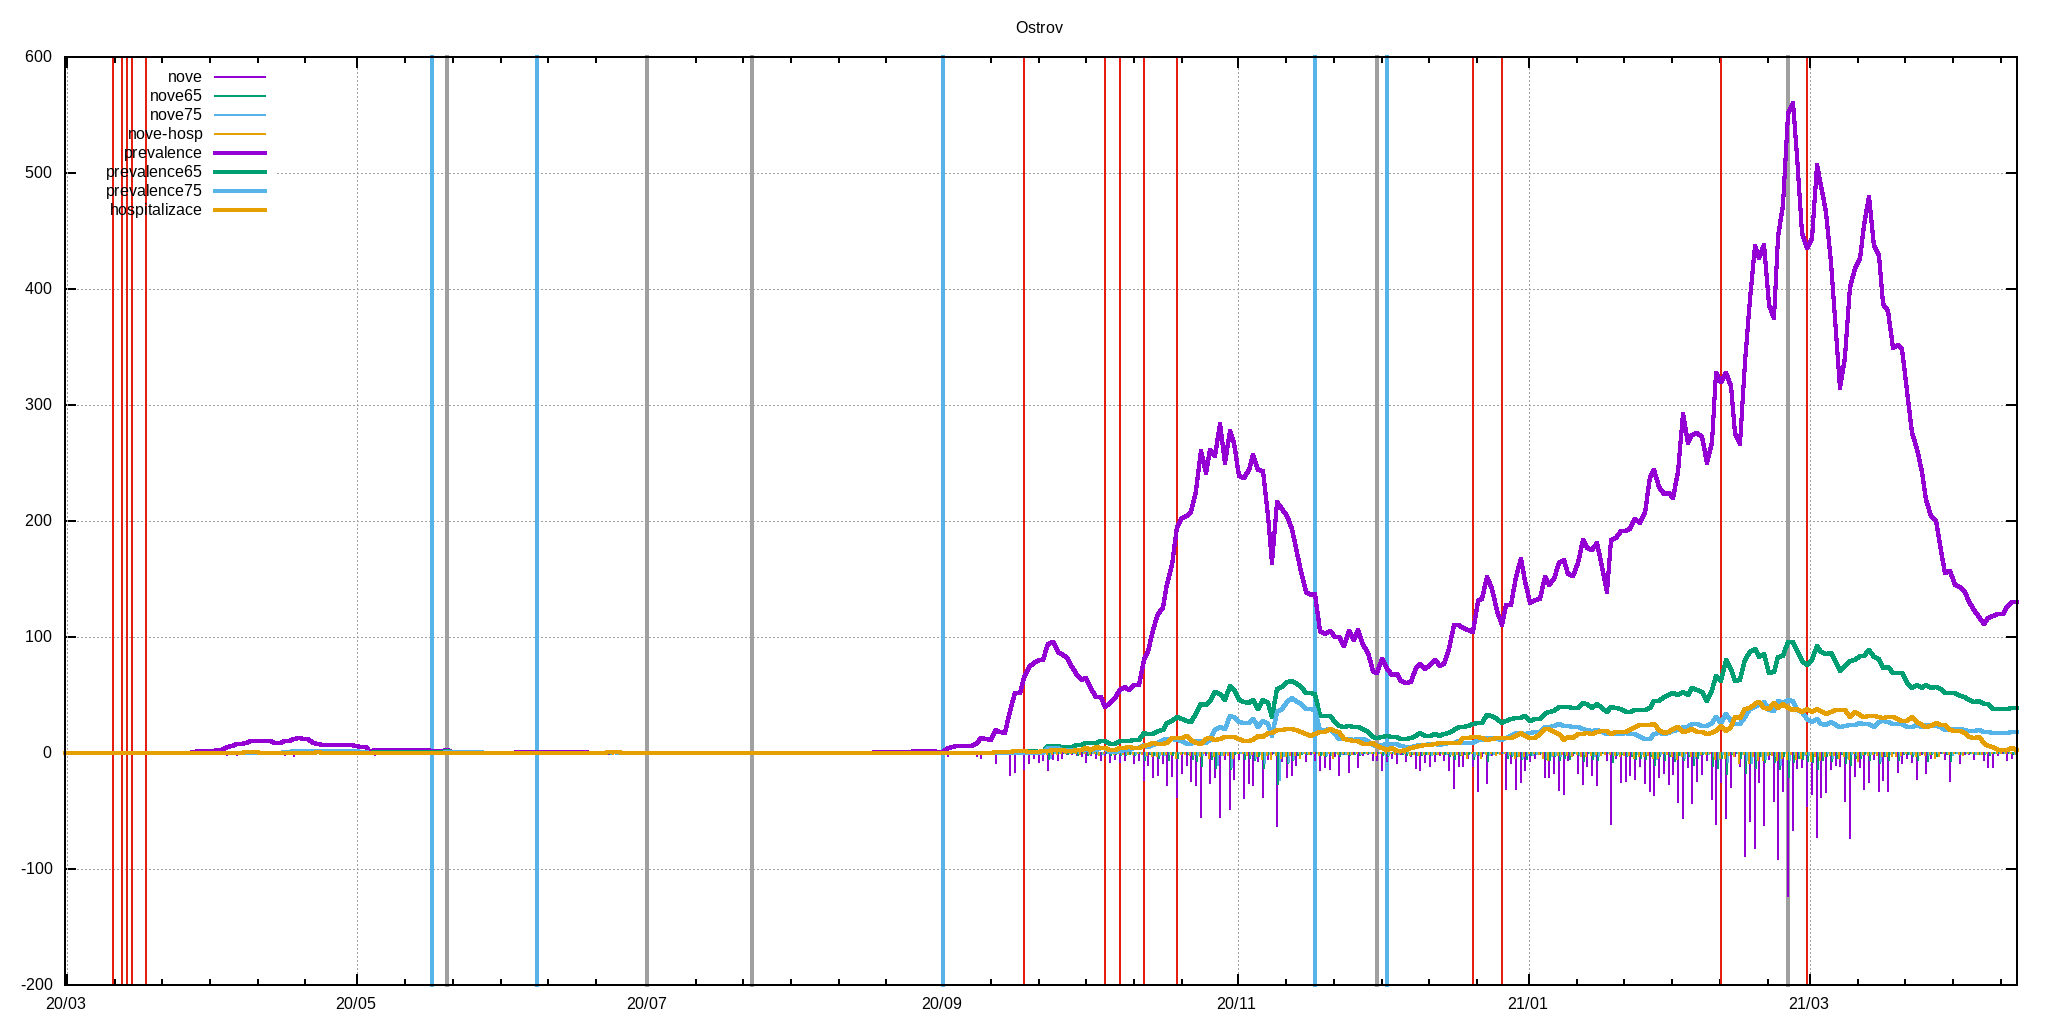 Ostrov
600
500
400
300
200
100
0
-100
-200
nove
nove65
nove75
nove-hosp
prevalence
prevalence65
prevalence75
hospitalizace
20/03 20/05 20/07 20/09 20/11 21/01 21/03